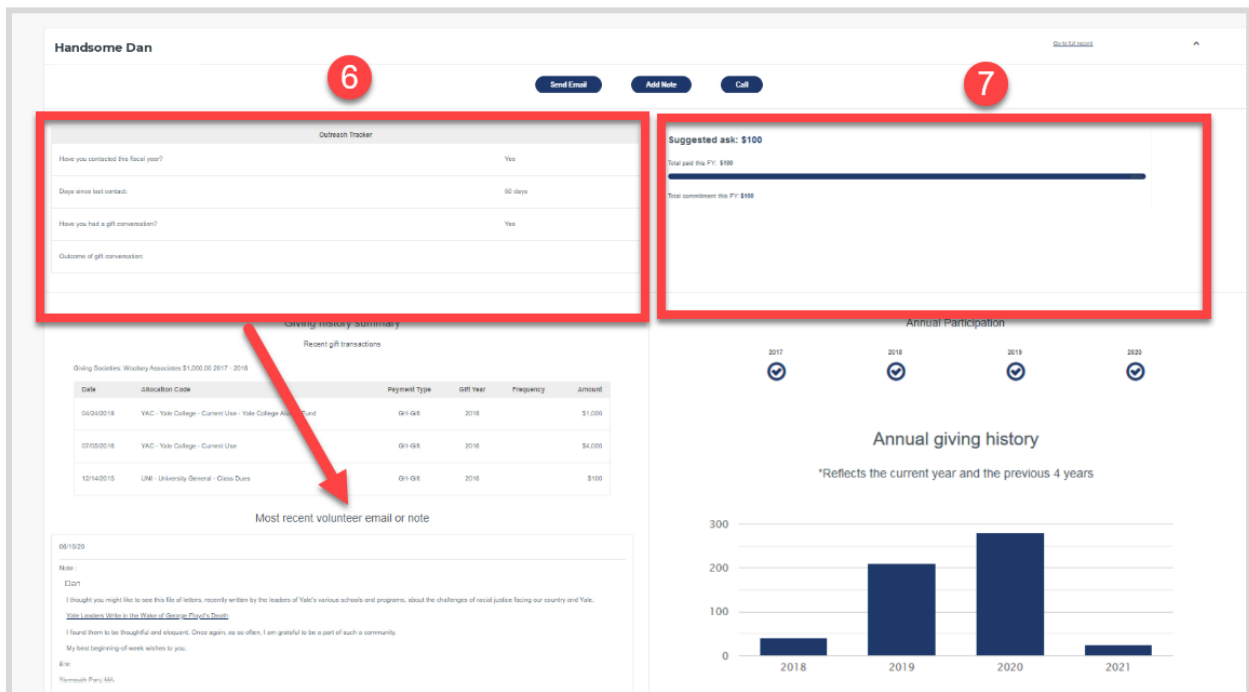 Handsome Dan
Go to full record
6
7
Send Email
Add Note
Call
Outreach Tracker
Have you contacted this fiscal year? Yes
Days since last contact: 60 days
Have you had a gift conversation? Yes
Outcome of gift conversation:
Suggested ask: $100
Total paid this FY: $100
Total commitment this FY: $100
Giving history summary
Recent gift transactions
Giving Societies: Woolsey Associates $1,000.00 2017 - 2018
Date Allocation Code Payment Type Gift Year Frequency Amount
04/24/2018 YAC - Yale College - Current Use - Yale College Fund Gift-Gift 2018 $1,000
07/05/2016 YAC - Yale College - Current Use Gift-Gift 2016 $4,000
12/14/2015 UNI - University General - Class Dues Gift-Gift 2016 $100
Most recent volunteer email or note
06/15/20
Note :
Dan
I thought you might like to see this file of letters, recently written by the leaders of Yale's various schools and programs, about the challenges of racial justice facing our country and Yale.
Yale Leaders Write in the Wake of George Floyd's Death
I found them to be thoughtful and eloquent. Once again, as so often, I am grateful to be a part of such a community.
My best beginning-of-week wishes to you.
Yarmouth Port, MA
Annual Participation
2017 2018 2019 2020
Annual giving history
*Reflects the current year and the previous 4 years
300
200
100
0
2018 2019 2020 2021